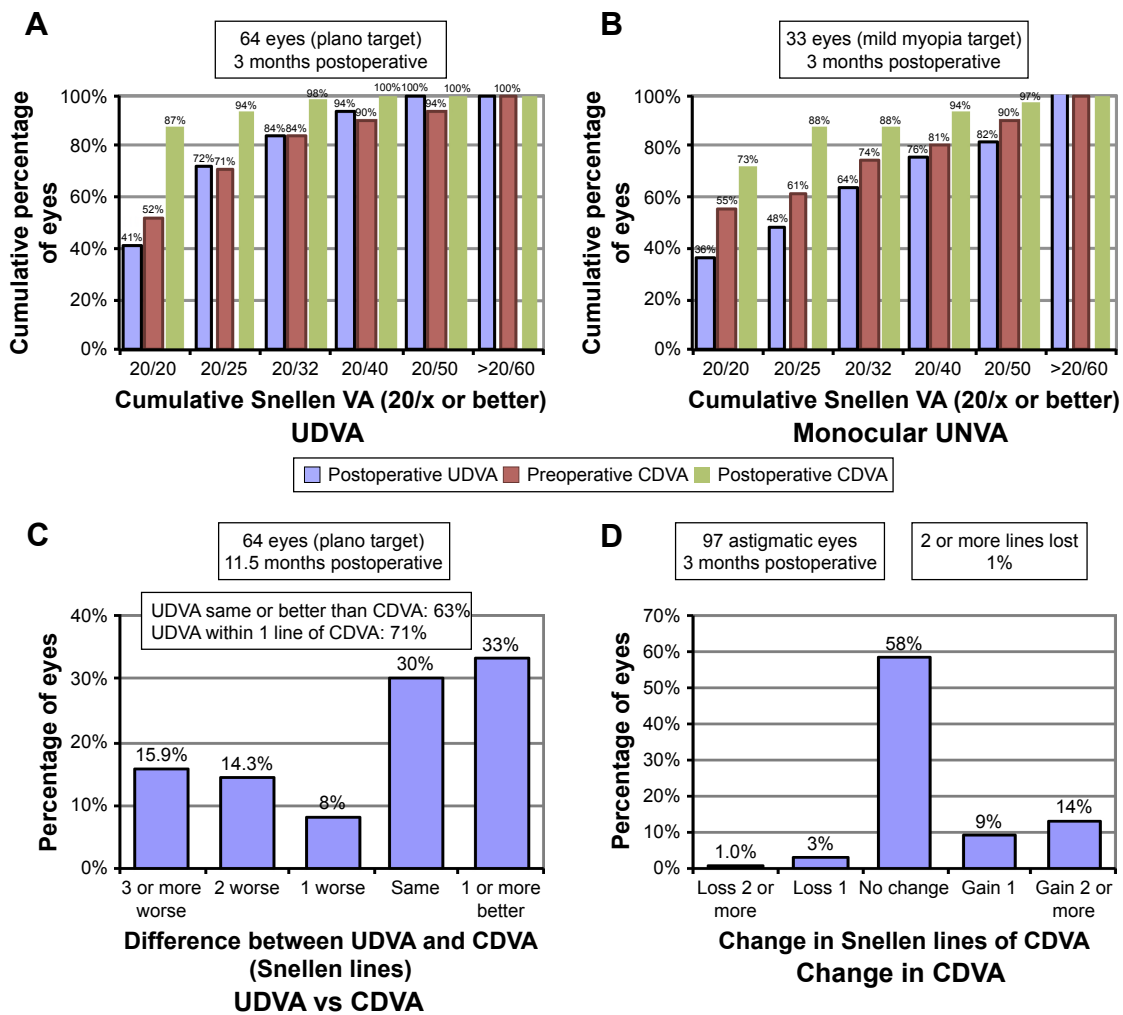 A
64 eyes (plano target)
3 months postoperative
Cumulative percentage
of eyes
100%
80%
60%
40%
20%
0%
41%
52%
87%
72%
71%
94%
84%
84%
98%
94%
90%
100%
100%
94%
100%
100%
20/20
20/25
20/32
20/40
20/50
>20/60
Cumulative Snellen VA (20/x or better)
UDVA
B
33 eyes (mild myopia target)
3 months postoperative
Cumulative percentage
of eyes
100%
80%
60%
40%
20%
0%
36%
55%
73%
48%
61%
88%
64%
74%
88%
76%
81%
94%
82%
90%
97%
100%
20/20
20/25
20/32
20/40
20/50
>20/60
Cumulative Snellen VA (20/x or better)
Monocular UNVA
Postoperative UDVA
Preoperative CDVA
Postoperative CDVA
C
64 eyes (plano target)
11.5 months postoperative
UDVA same or better than CDVA: 63%
UDVA within 1 line of CDVA: 71%
Percentage of eyes
40%
30%
20%
10%
0%
15.9%
14.3%
8%
30%
33%
3 or more
worse
2 worse
1 worse
Same
1 or more
better
Difference between UDVA and CDVA
(Snellen lines)
UDVA vs CDVA
D
97 astigmatic eyes
3 months postoperative
2 or more lines lost
1%
Percentage of eyes
70%
60%
50%
40%
30%
20%
10%
0%
1.0%
3%
58%
9%
14%
Loss 2 or
more
Loss 1
No change
Gain 1
Gain 2 or
more
Change in Snellen lines of CDVA
Change in CDVA